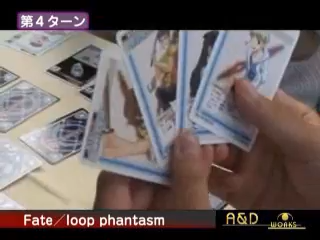 第4ターン
Fate／loop phantasm
A&D
WORKS